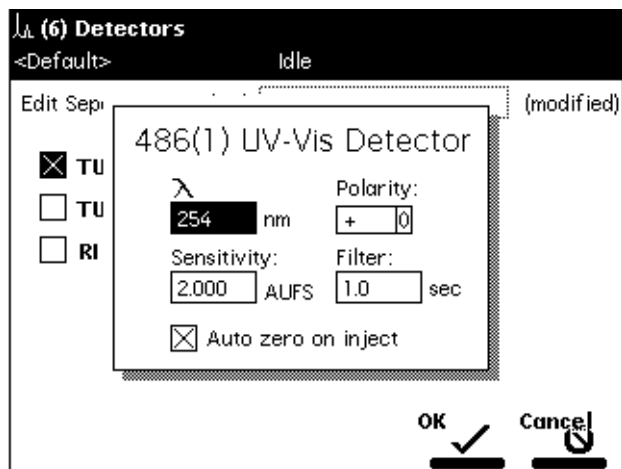 (6) Detectors
<Default> Idle
Edit Sep (modified)
486(1) UV-Vis Detector
TU
λ Polarity:
254 nm + 0
TU
RI
Sensitivity: Filter:
2.000 AUFS 1.0 sec
Auto zero on inject
OK Cancel